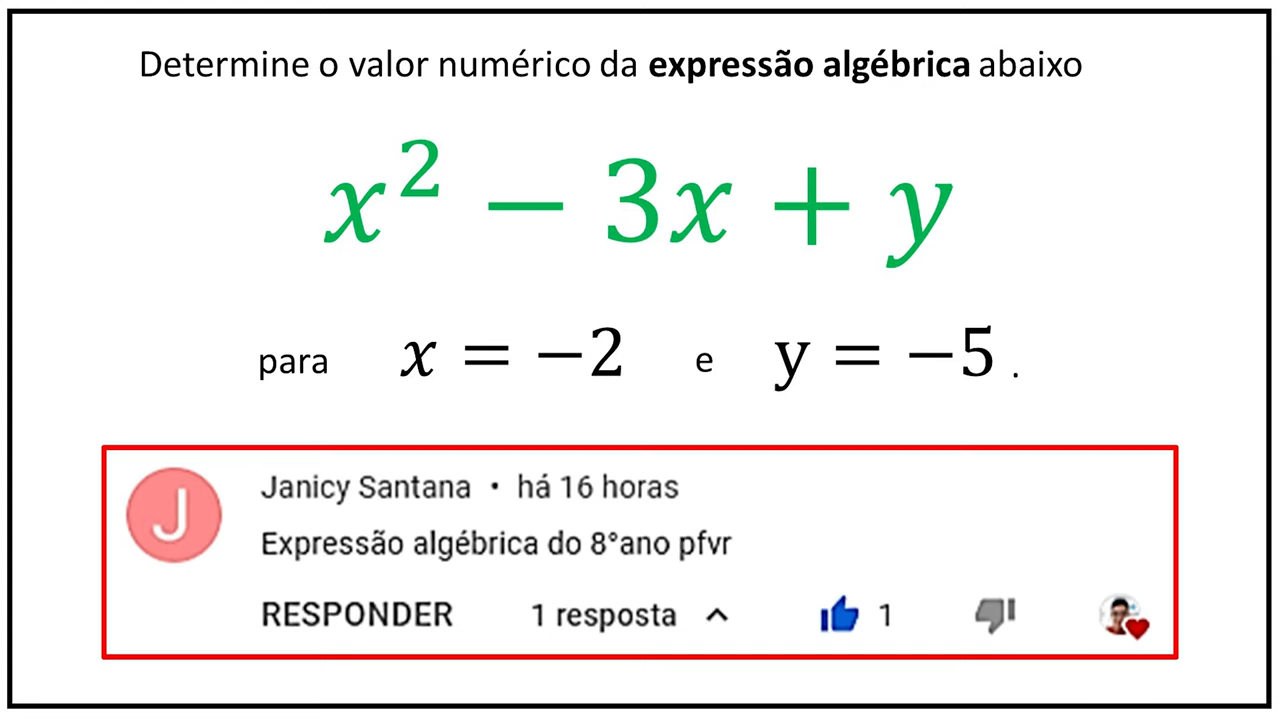 Determine o valor numérico da expressão algébrica abaixo
x² − 3x + y
para x = −2 e y = −5 .
J
Janicy Santana • há 16 horas
Expressão algébrica do 8°ano pfvr
RESPONDER 1 resposta 1